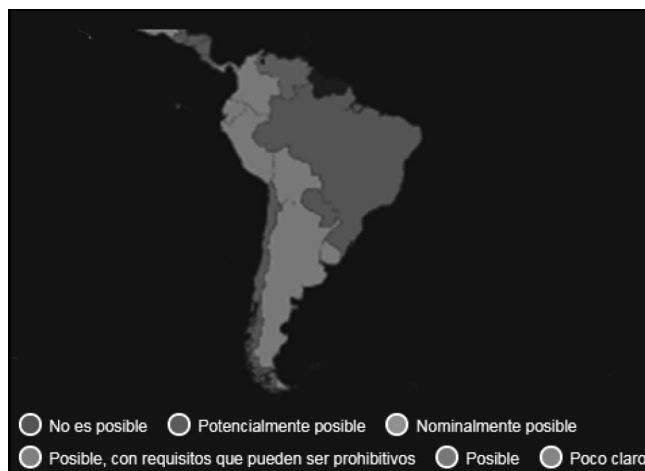 No es posible Potencialmente posible Nominalmente posible
Posible, con requisitos que pueden ser prohibitivos Posible Poco claro